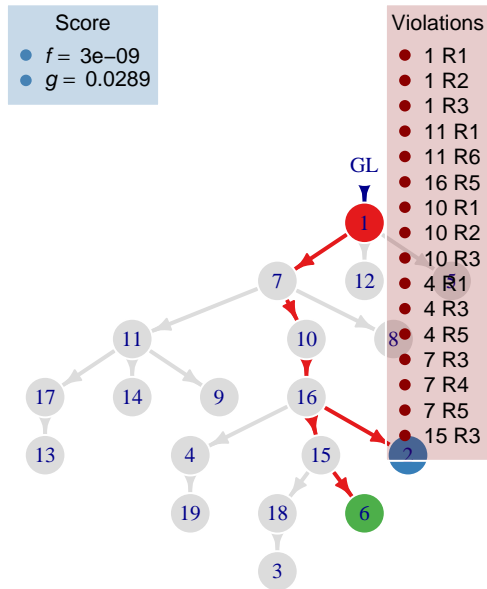 Score
f = 3e−09
g = 0.0289
Violations
1 R1
1 R2
1 R3
11 R1
11 R6
16 R5
10 R1
10 R2
10 R3
4 R1
4 R3
4 R5
7 R3
7 R4
7 R5
15 R3
GL
1
7 12 5
11 10 8
17 14 9 16
13 4 15 2
19 18 6
3